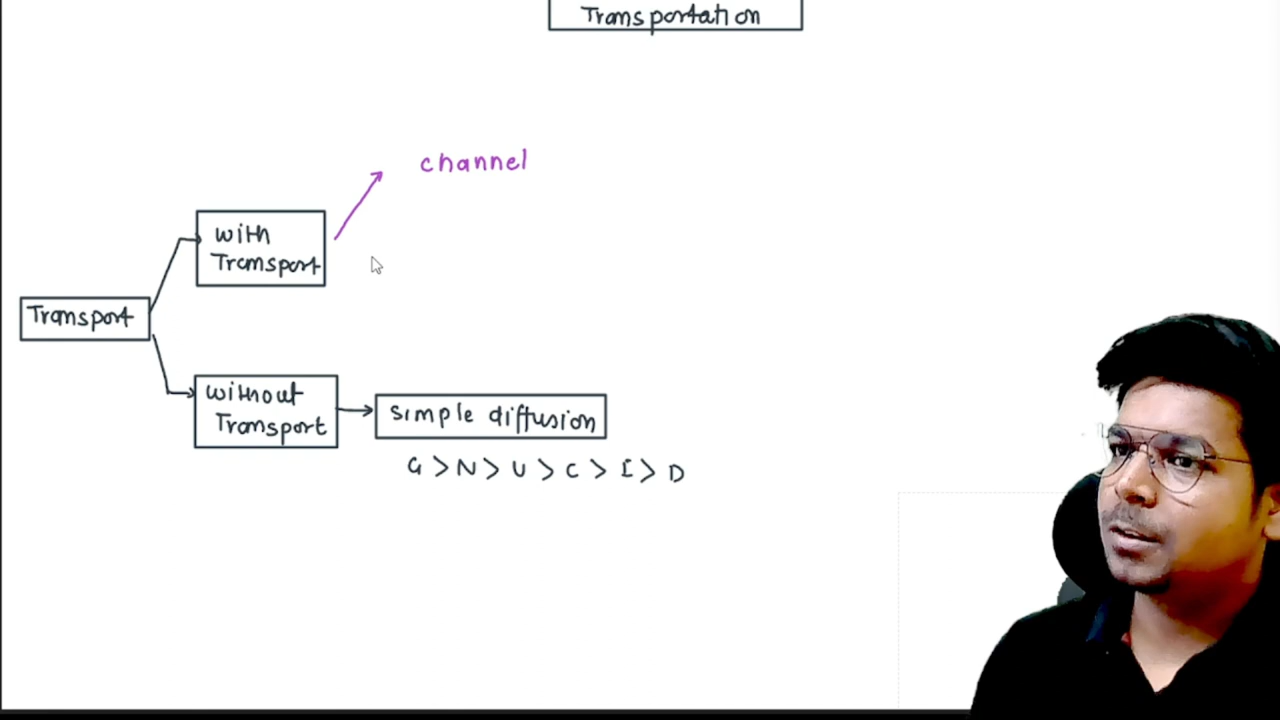 Transportation
channel
with
Transport
Transport
without
Transport
simple diffusion
G > N > U > C > I > D